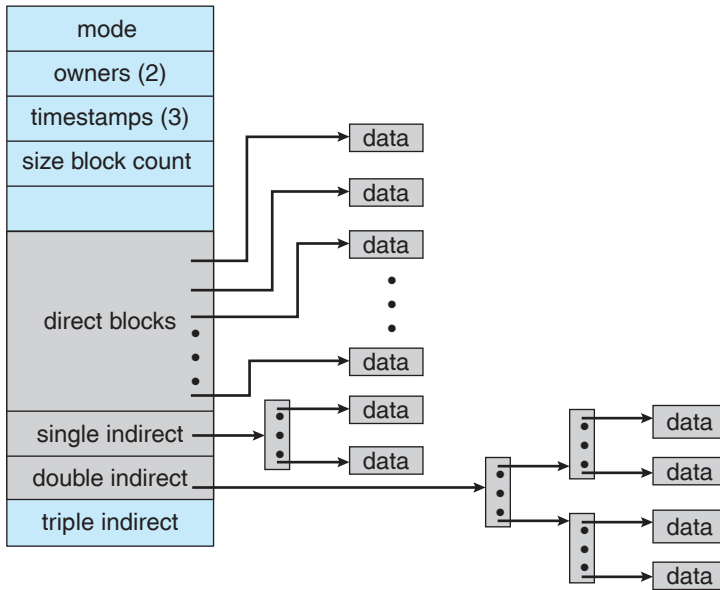 mode
owners (2)
timestamps (3)
size block count
direct blocks
single indirect
double indirect
triple indirect
data
data
data
data
data
data
data
data
data
data